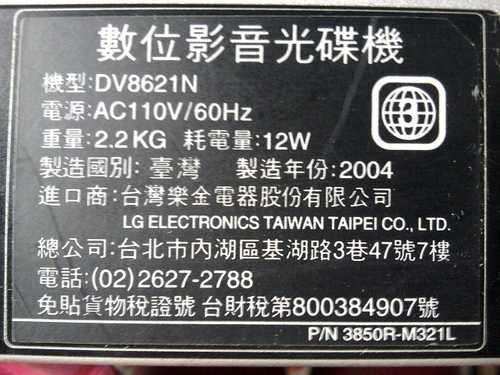 數位影音光碟機
機型:DV8621N
電源:AC110V/60Hz
重量:2.2KG 耗電量:12W
製造國別:臺灣 製造年份:2004
進口商:台灣樂金電器股份有限公司
LG ELECTRONICS TAIWAN TAIPEI CO., LTD.
總公司:台北市內湖區基湖路3巷47號7樓
電話:(02)2627-2788
免貼貨物稅證號 台財稅第800384907號
P/N 3850R-M321L
3